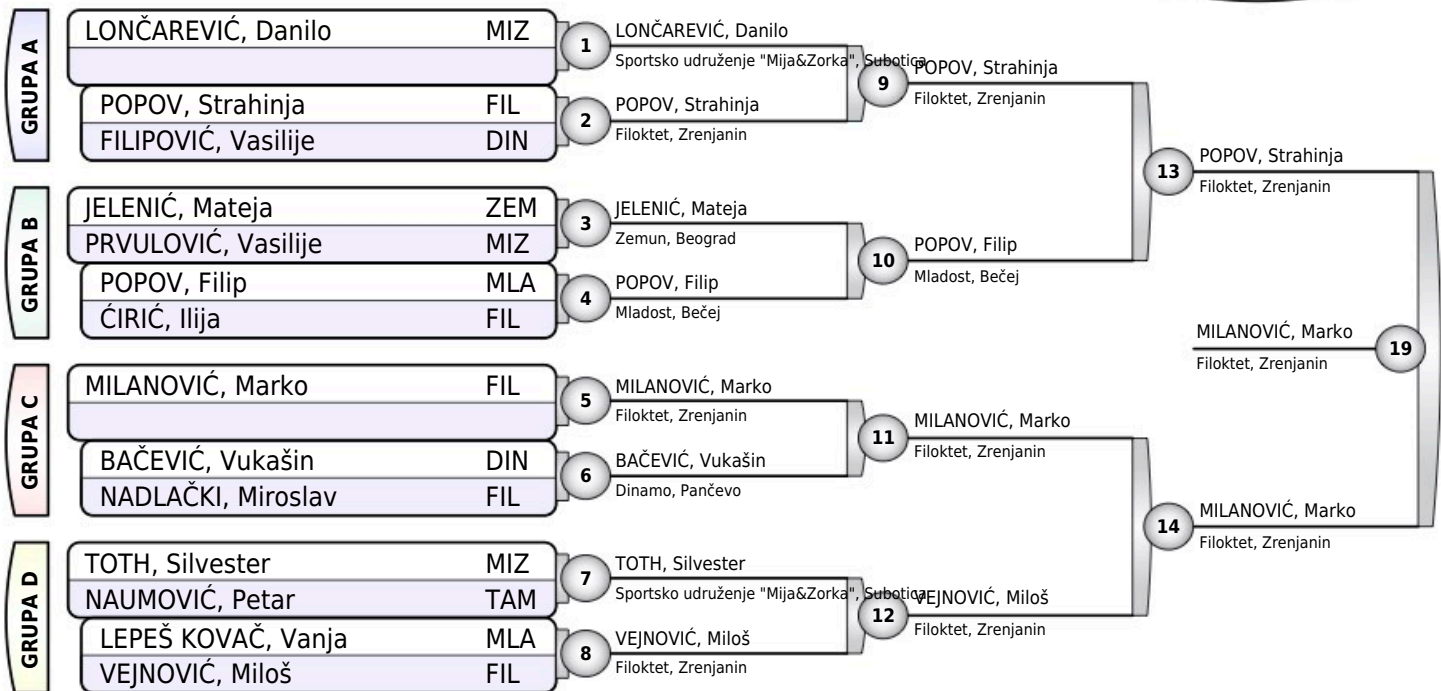 GRUPA A
LONČAREVIĆ, Danilo MIZ
POPOV, Strahinja FIL
FILIPOVIĆ, Vasilije DIN
GRUPA B
JELENIĆ, Mateja ZEM
PRVULOVIĆ, Vasilije MIZ
POPOV, Filip MLA
ĆIRIĆ, Ilija FIL
GRUPA C
MILANOVIĆ, Marko FIL
BAČEVIĆ, Vukašin DIN
NADLAČKI, Miroslav FIL
GRUPA D
TOTH, Silvester MIZ
NAUMOVIĆ, Petar TAM
LEPEŠ KOVAČ, Vanja MLA
VEJNOVIĆ, Miloš FIL
1
LONČAREVIĆ, Danilo
Sportsko udruženje "Mija&Zorka", Subotica
2
POPOV, Strahinja
Filoktet, Zrenjanin
3
JELENIĆ, Mateja
Zemun, Beograd
4
POPOV, Filip
Mladost, Bečej
5
MILANOVIĆ, Marko
Filoktet, Zrenjanin
6
BAČEVIĆ, Vukašin
Dinamo, Pančevo
7
TOTH, Silvester
Sportsko udruženje "Mija&Zorka", Subotica
8
VEJNOVIĆ, Miloš
Filoktet, Zrenjanin
9
POPOV, Strahinja
Filoktet, Zrenjanin
10
POPOV, Filip
Mladost, Bečej
11
MILANOVIĆ, Marko
Filoktet, Zrenjanin
12
VEJNOVIĆ, Miloš
Filoktet, Zrenjanin
13
POPOV, Strahinja
Filoktet, Zrenjanin
14
MILANOVIĆ, Marko
Filoktet, Zrenjanin
MILANOVIĆ, Marko
Filoktet, Zrenjanin
19